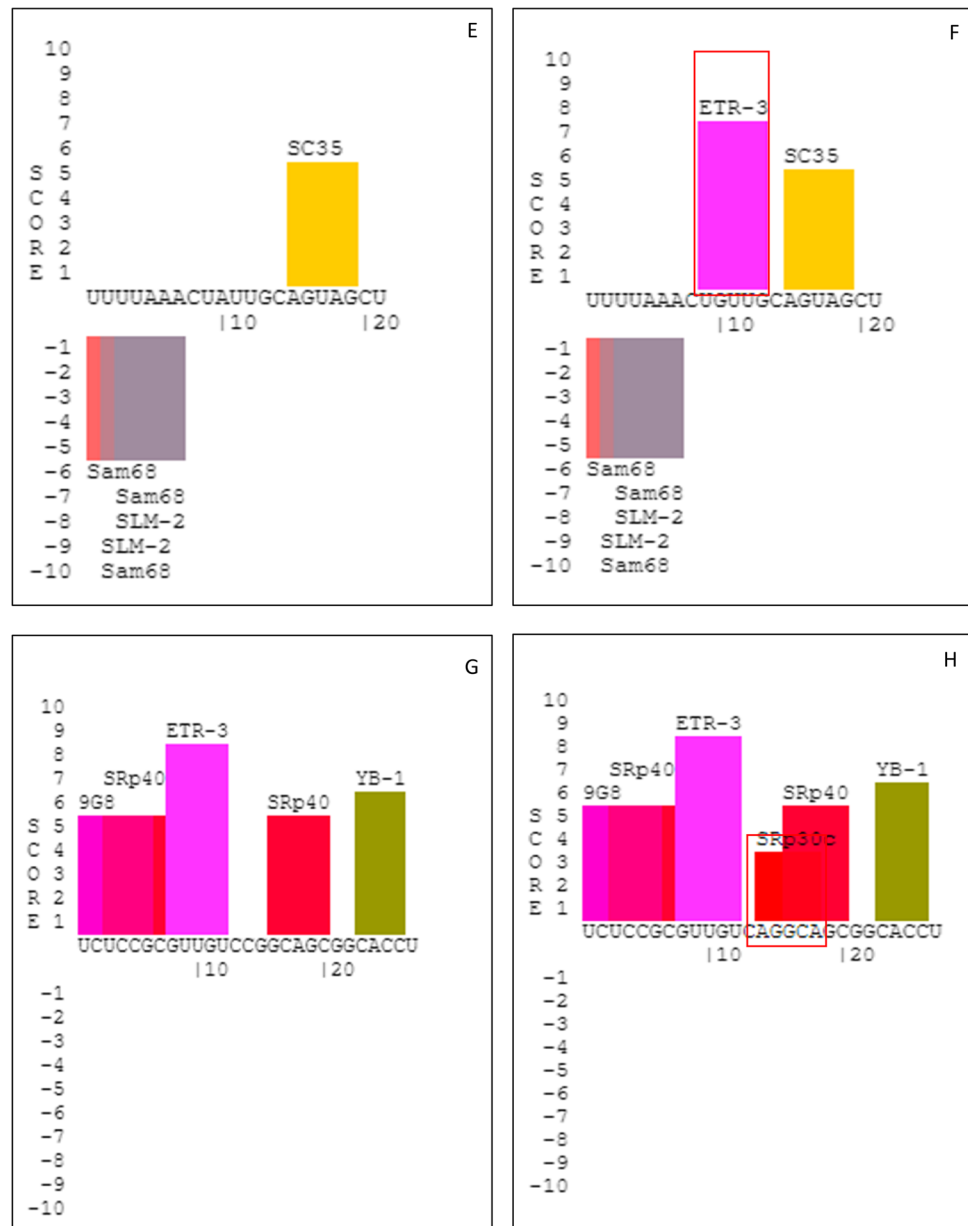 E
10
9
8
7
6 SC35
S 5
C 4
O 3
R 2
E 1
UUUUAAACUAUUGCAGUAGCU
|10 |20
-1
-2
-3
-4
-5
-6 Sam68
-7 Sam68
-8 SLM-2
-9 SLM-2
-10 Sam68
F
10
9
8 ETR-3
7
6 SC35
S 5
C 4
O 3
R 2
E 1
UUUUAAACUGUUGCAGUAGCU
|10 |20
-1
-2
-3
-4
-5
-6 Sam68
-7 Sam68
-8 SLM-2
-9 SLM-2
-10 Sam68
G
10
9 ETR-3
8
7 SRp40 YB-1
6 9G8 SRp40
S 5
C 4
O 3
R 2
E 1
UCUCCGCGUUGUCCGGCAGCGGCACCU
|10 |20
-1
-2
-3
-4
-5
-6
-7
-8
-9
-10
H
10
9 ETR-3
8
7 SRp40 YB-1
6 9G8 SRp40
S 5
C 4 SRp30c
O 3
R 2
E 1
UCUCCGCGUUGUCAGGCAGCGGCACCU
|10 |20
-1
-2
-3
-4
-5
-6
-7
-8
-9
-10